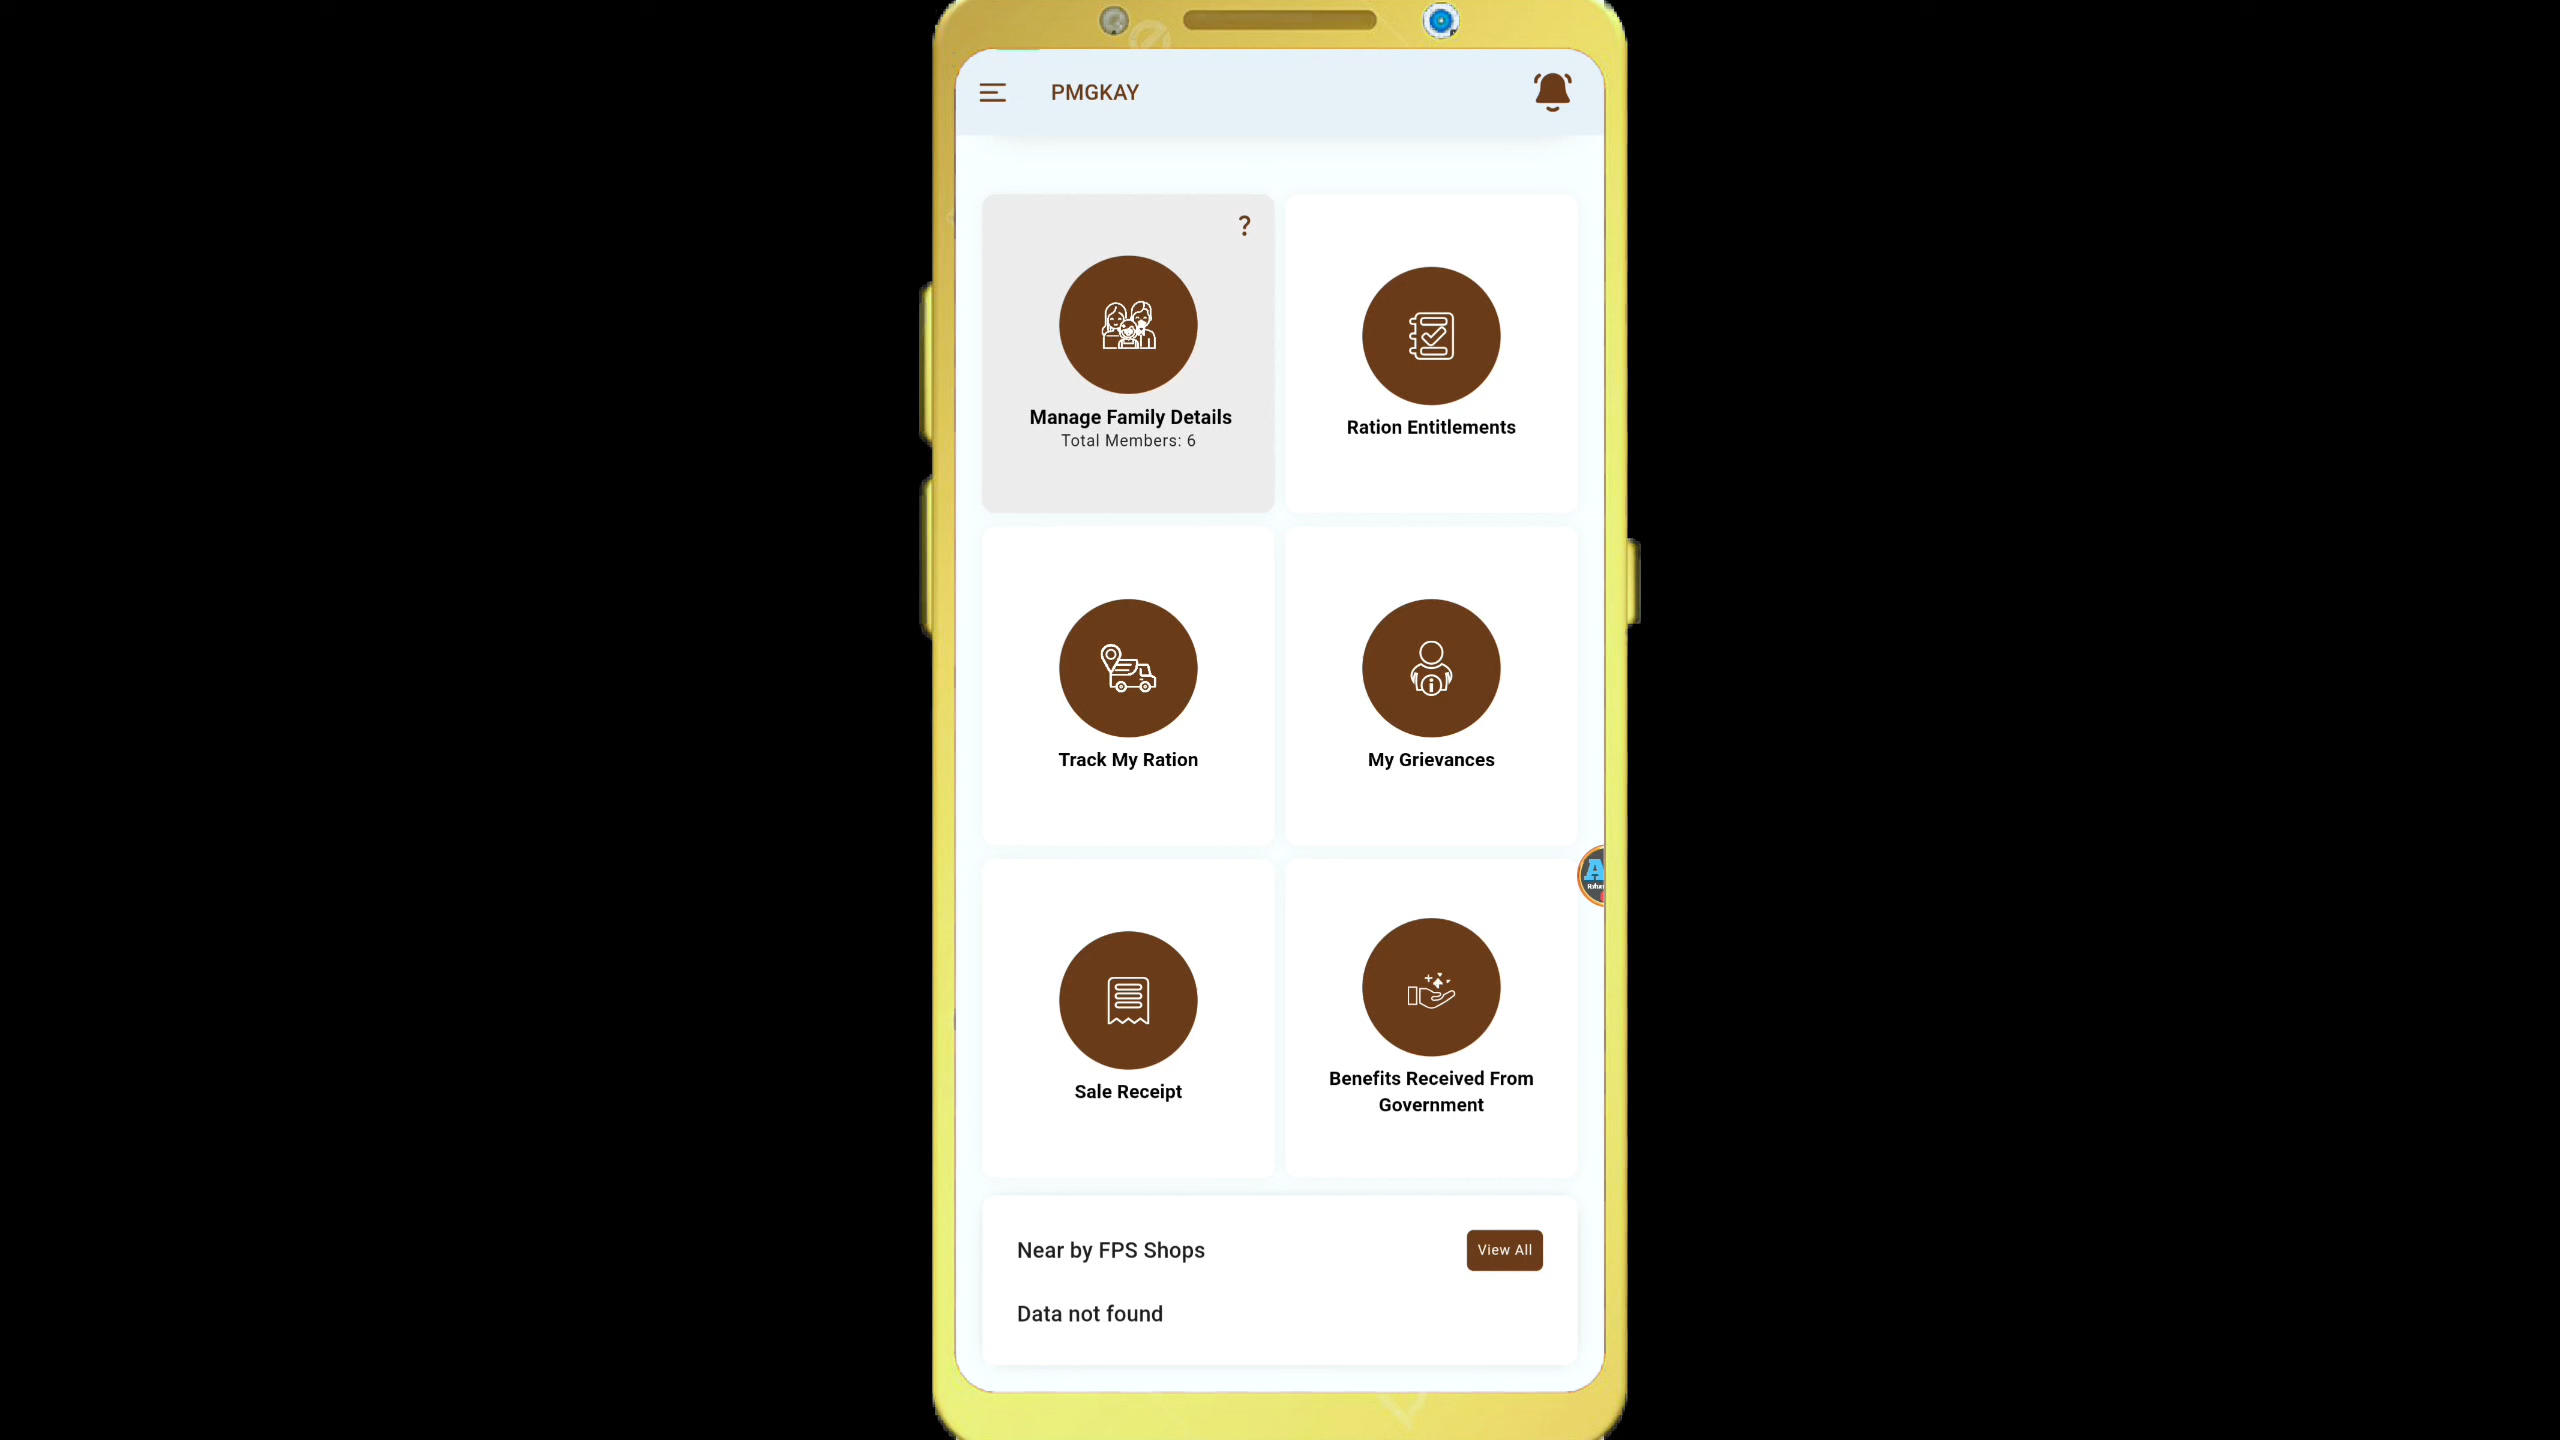 PMGKAY
?
Manage Family Details
Total Members: 6
Ration Entitlements
Track My Ration
My Grievances
Sale Receipt
Benefits Received From
Government
Near by FPS Shops
View All
Data not found